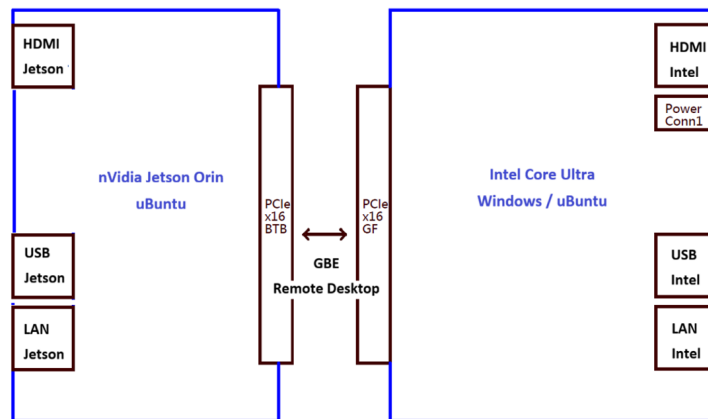 HDMI
Jetson
nVidia Jetson Orin
uBuntu
USB
Jetson
LAN
Jetson
PCIe
x16
BTB
GBE
Remote Desktop
PCIe
x16
GF
Intel Core Ultra
Windows / uBuntu
HDMI
Intel
Power
Conn1
USB
Intel
LAN
Intel